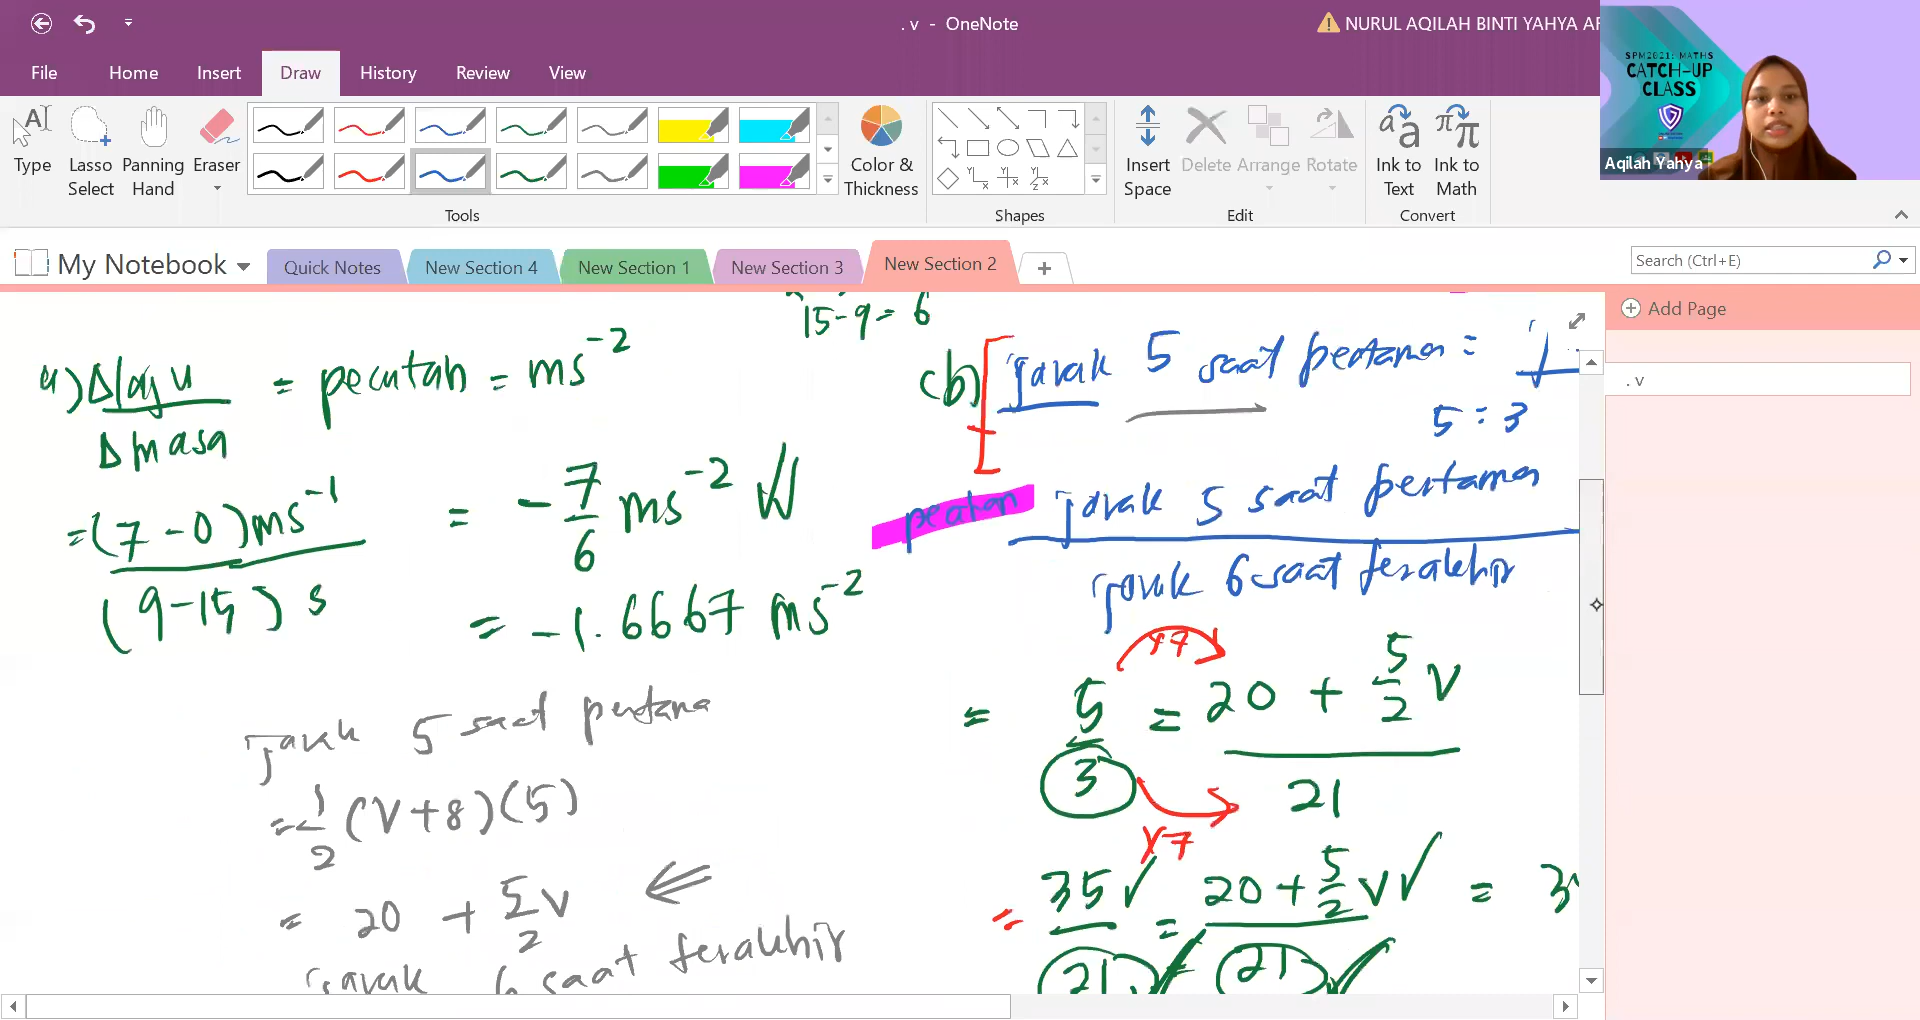 . v - OneNote
NURUL AQILAH BINTI YAHYA
SPM2021: MATHS
CATCH-UP
CLASS
Aqilah Yahya
File Home Insert Draw History Review View
Type
Lasso Select
Panning Hand
Eraser
Color & Thickness
Insert Space
Delete Arrange Rotate
Ink to Text
Ink to Math
Tools Shapes Edit Convert
My Notebook
Quick Notes New Section 4 New Section 1 New Section 3 New Section 2 +
Search (Ctrl+E)
Add Page
. v
15-9 = 6
a) Δlaju = pecutan = ms⁻²
Δmasa
= (7-0)ms⁻¹ = -7/6 ms⁻²
(9-15) s
= -1.6667 ms⁻²
Jarak 5 saat pertama
= 1/2 (v+8)(5)
= 20 + 5/2 v
Jarak 6 saat terakhir
(b) Jarak 5 saat pertama =
5 : 3
Jarak 5 saat pertama
Jarak 6 saat terakhir
x7
= 5/3 = 20 + 5/2 v
21
x7
= 35 = 20 + 5/2 v =
21 = 21